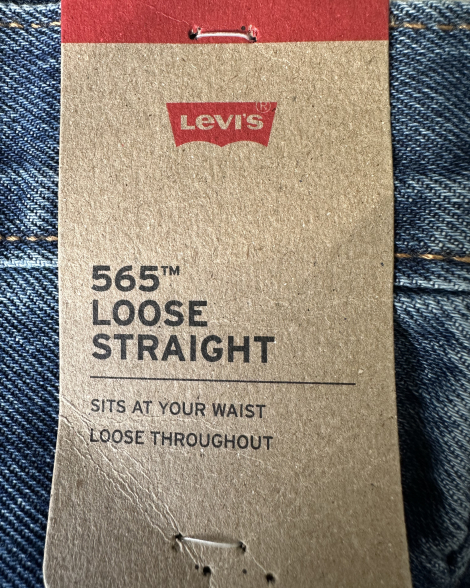 LEVI'S®
565™
LOOSE
STRAIGHT
SITS AT YOUR WAIST
LOOSE THROUGHOUT